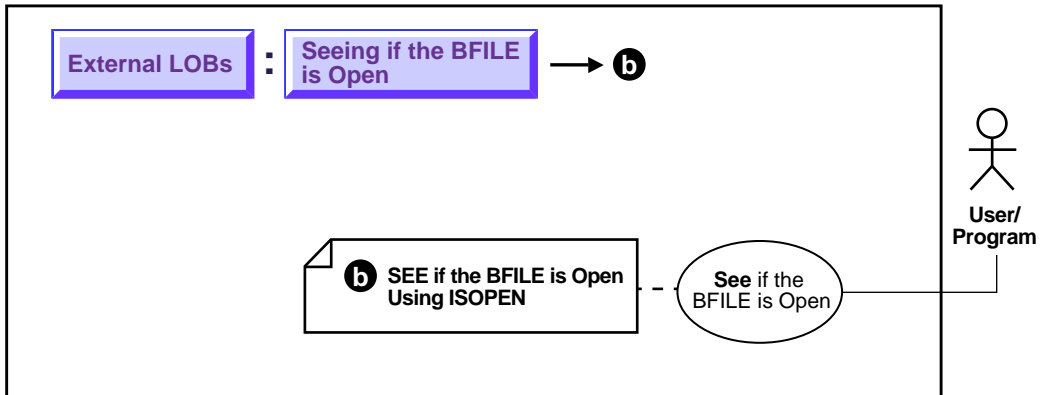 External LOBs
:
Seeing if the BFILE
is Open
b
User/
Program
b
SEE if the BFILE is Open
Using ISOPEN
See if the
BFILE is Open